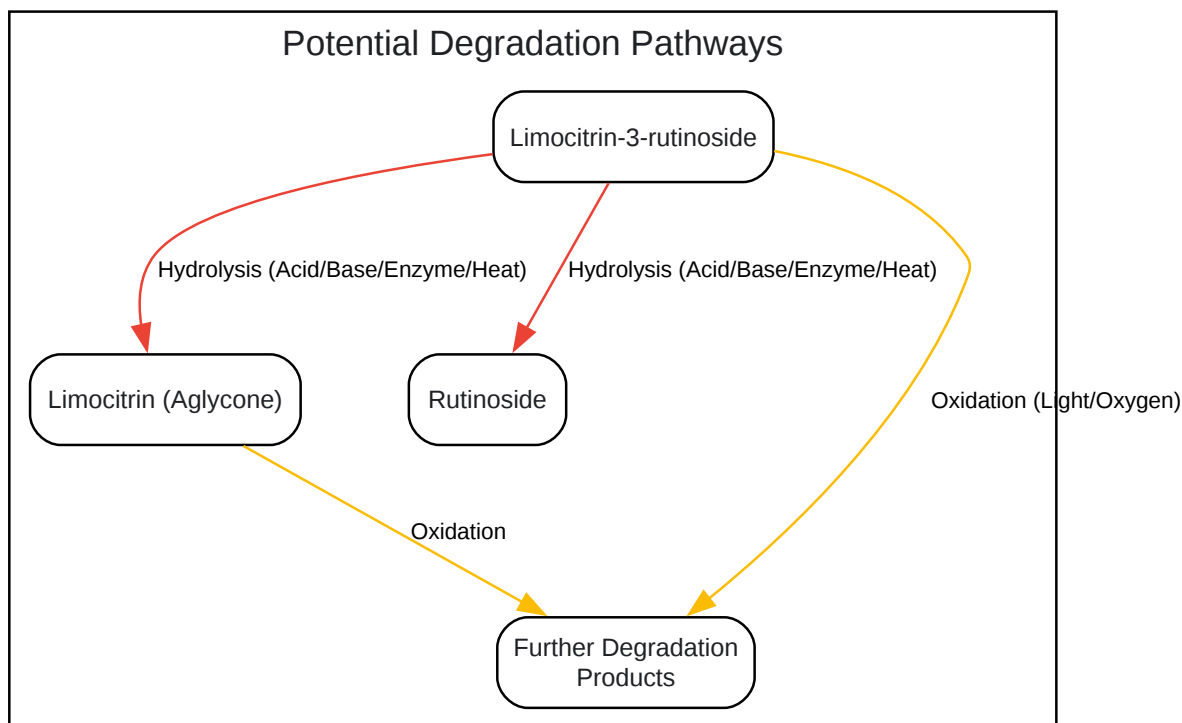 Potential Degradation Pathways
Limocitrin-3-rutinoside
Hydrolysis (Acid/Base/Enzyme/Heat)
Hydrolysis (Acid/Base/Enzyme/Heat)
Limocitrin (Aglycone)
Rutinoside
Oxidation (Light/Oxygen)
Oxidation
Further Degradation
Products